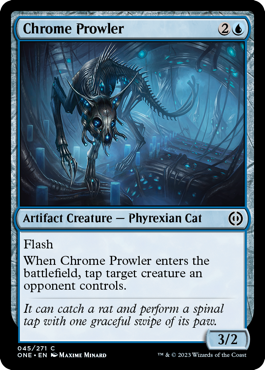 Chrome Prowler 2
Artifact Creature — Phyrexian Cat
Flash
When Chrome Prowler enters the
battlefield, tap target creature an
opponent controls.
It can catch a rat and perform a spinal
tap with one graceful swipe of its paw.
3/2
045/271 C
ONE • EN MAXIME MINARD
™ & © 2023 Wizards of the Coast